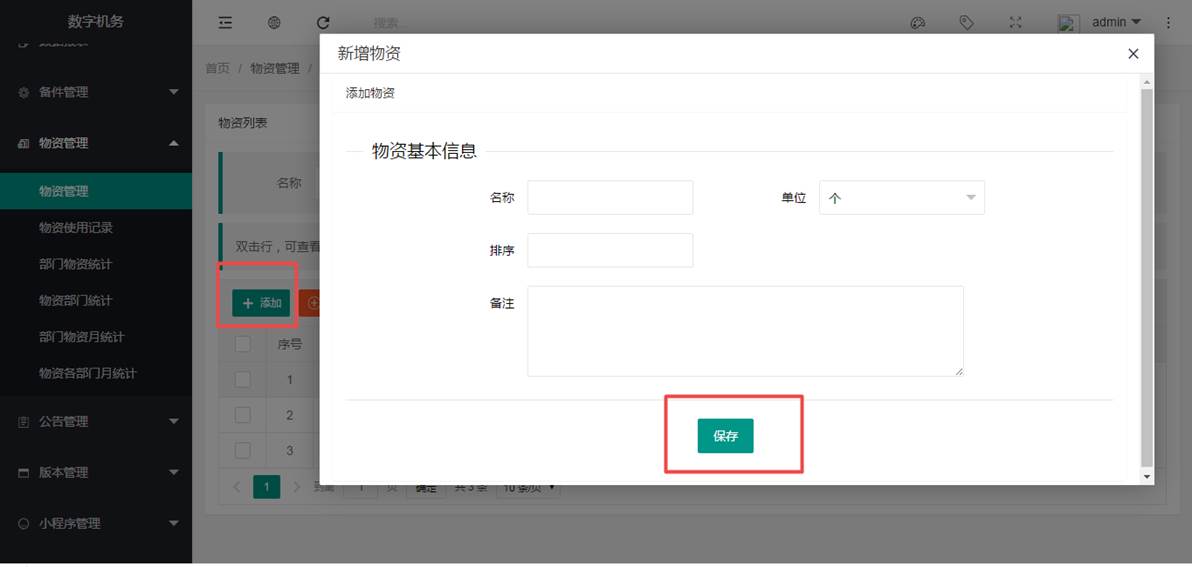 数字机务
搜索...
admin
备件管理
物资管理
物资管理
物资使用记录
部门物资统计
物资部门统计
部门物资月统计
物资各部门月统计
公告管理
版本管理
小程序管理
首页 / 物资管理 /
物资列表
名称
双击行，可查看
添加
序号
1
2
3
1
1 页 确定 共 3 条 10 条/页
新增物资
添加物资
物资基本信息
名称
单位 个
排序
备注
保存